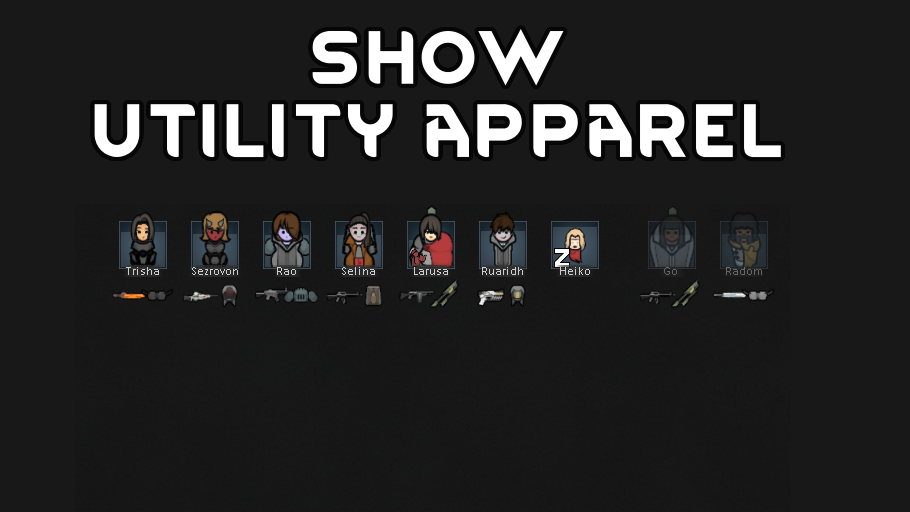 SHOW
UTILITY APPAREL
Trisha Sezrovon Rao Selina Larusa Ruaridh Heiko Go Radom
Z